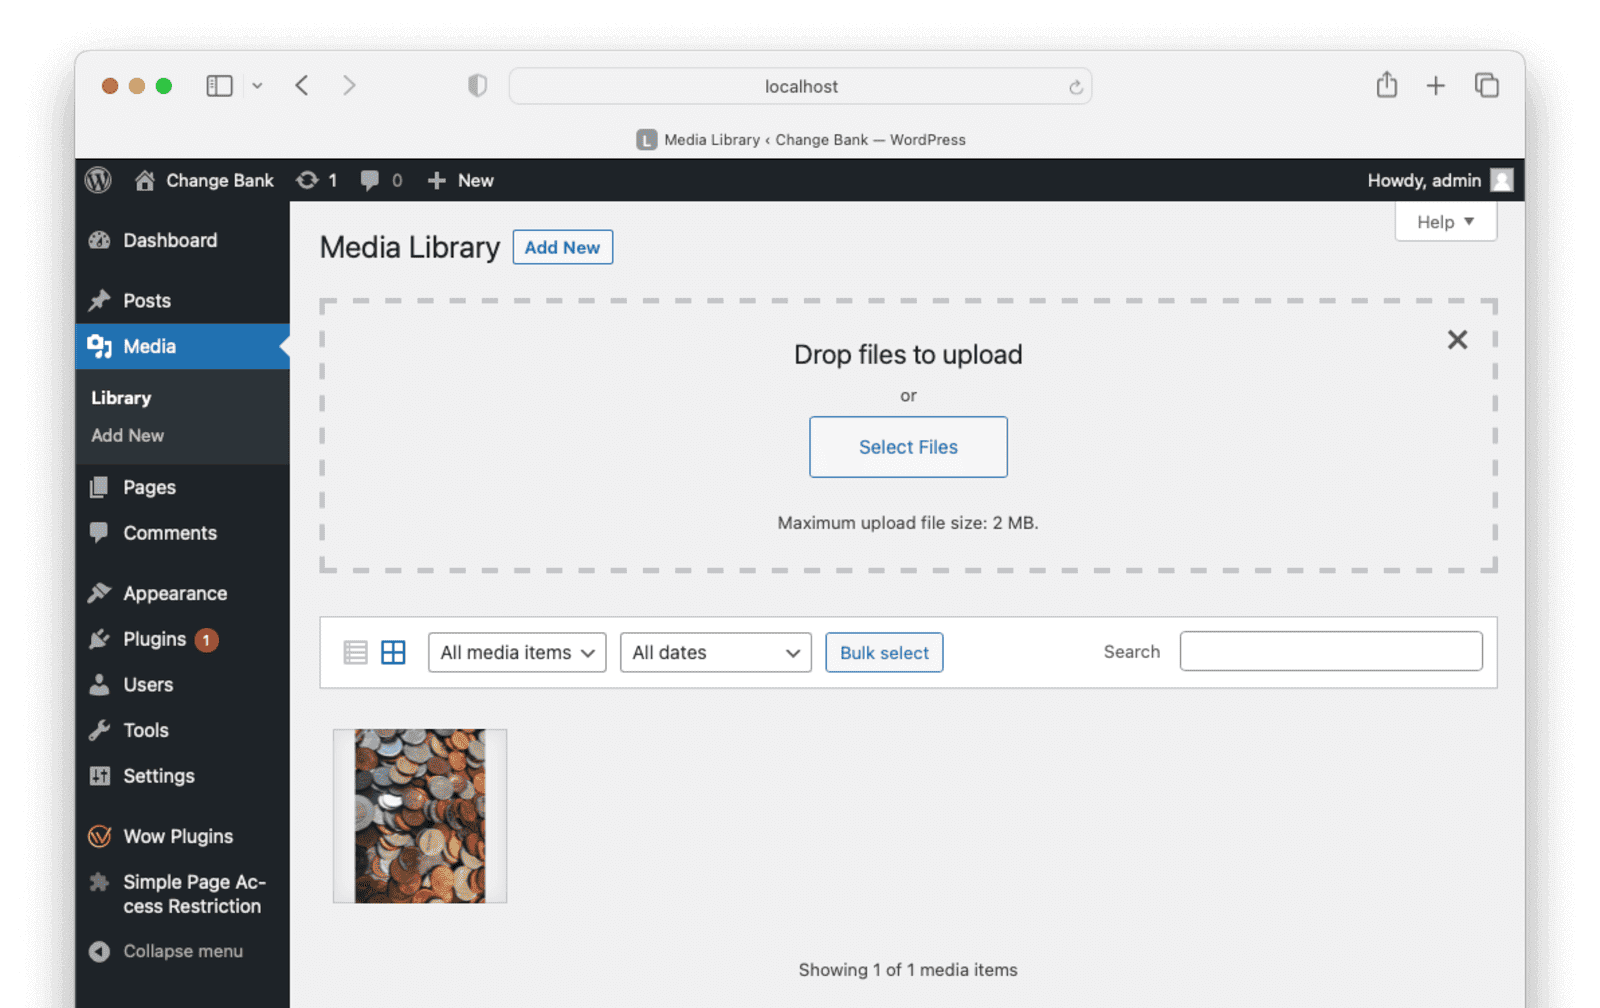 localhost
L Media Library ‹ Change Bank — WordPress
Change Bank 1 0 New Howdy, admin
Help
Dashboard
Posts
Media
Library
Add New
Pages
Comments
Appearance
Plugins 1
Users
Tools
Settings
Wow Plugins
Simple Page Ac-
cess Restriction
Collapse menu
Media Library Add New
Drop files to upload
or
Select Files
Maximum upload file size: 2 MB.
All media items All dates Bulk select Search
Showing 1 of 1 media items